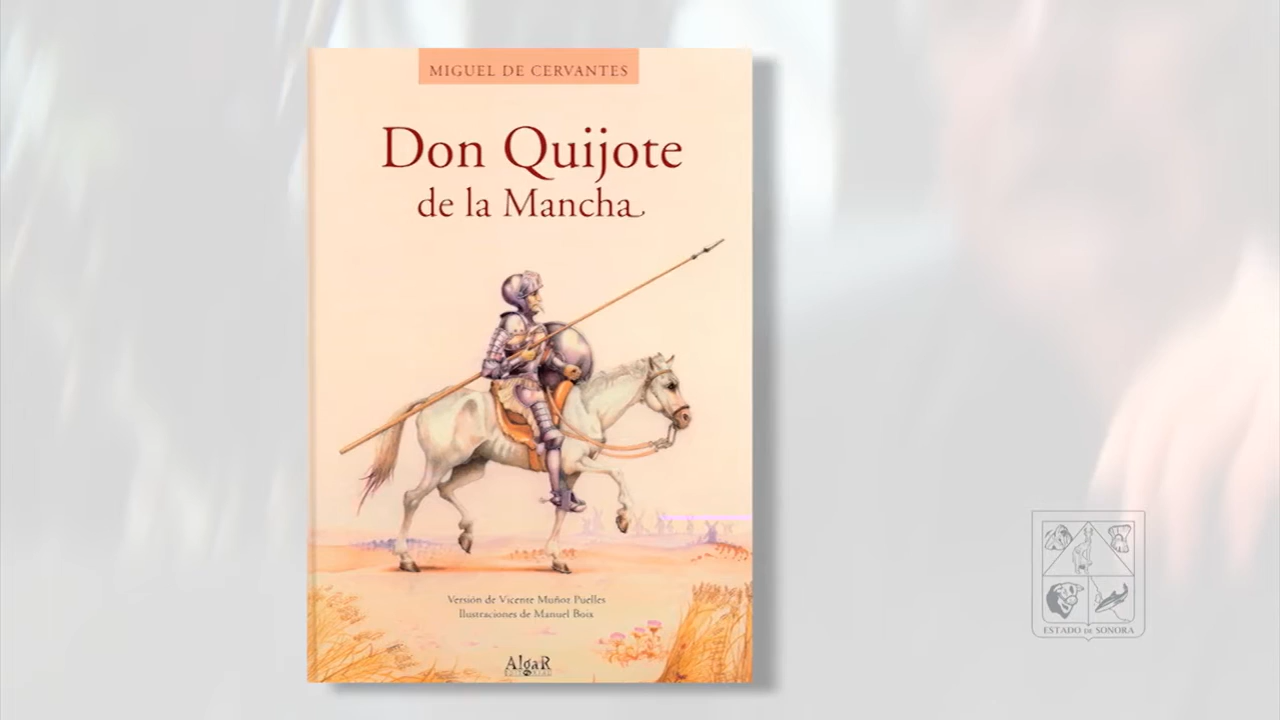 MIGUEL DE CERVANTES
Don Quijote
de la Mancha
Versión de Vicente Muñoz Puelles
Ilustraciones de Manuel Boix
AlgaR
EDITORIAL
ESTADO DE SONORA